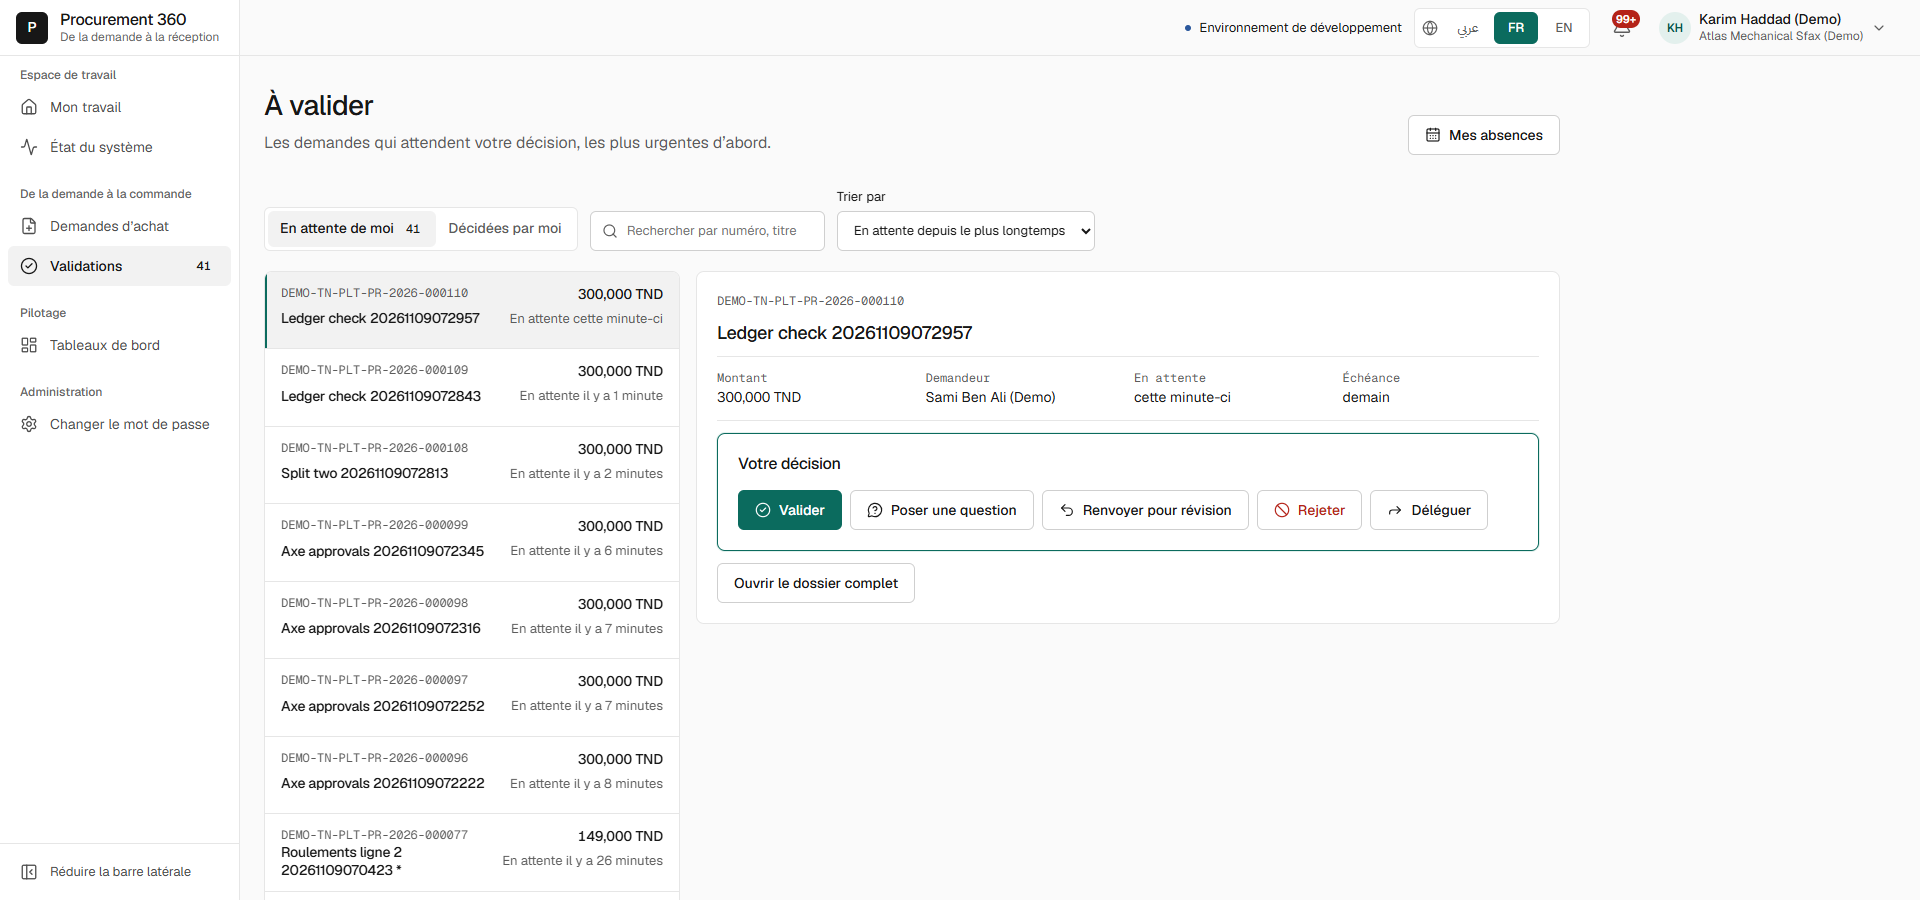 P
Procurement 360
De la demande à la réception
Environnement de développement
عربي
FR
EN
99+
KH
Karim Haddad (Demo)
Atlas Mechanical Sfax (Demo)
Espace de travail
Mon travail
État du système
De la demande à la commande
Demandes d'achat
Validations 41
Pilotage
Tableaux de bord
Administration
Changer le mot de passe
Réduire la barre latérale
À valider
Les demandes qui attendent votre décision, les plus urgentes d’abord.
Mes absences
En attente de moi 41
Décidées par moi
Rechercher par numéro, titre
Trier par
En attente depuis le plus longtemps
DEMO-TN-PLT-PR-2026-000110 300,000 TND
Ledger check 20261109072957 En attente cette minute-ci
DEMO-TN-PLT-PR-2026-000109 300,000 TND
Ledger check 20261109072843 En attente il y a 1 minute
DEMO-TN-PLT-PR-2026-000108 300,000 TND
Split two 20261109072813 En attente il y a 2 minutes
DEMO-TN-PLT-PR-2026-000099 300,000 TND
Axe approvals 20261109072345 En attente il y a 6 minutes
DEMO-TN-PLT-PR-2026-000098 300,000 TND
Axe approvals 20261109072316 En attente il y a 7 minutes
DEMO-TN-PLT-PR-2026-000097 300,000 TND
Axe approvals 20261109072252 En attente il y a 7 minutes
DEMO-TN-PLT-PR-2026-000096 300,000 TND
Axe approvals 20261109072222 En attente il y a 8 minutes
DEMO-TN-PLT-PR-2026-000077 149,000 TND
Roulements ligne 2 En attente il y a 26 minutes
20261109070423 *
DEMO-TN-PLT-PR-2026-000110
Ledger check 20261109072957
Montant Demandeur En attente Échéance
300,000 TND Sami Ben Ali (Demo) cette minute-ci demain
Votre décision
Valider
Poser une question
Renvoyer pour révision
Rejeter
Déléguer
Ouvrir le dossier complet